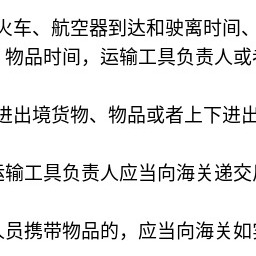 火车、航空器到达和驶离时间、
物品时间，运输工具负责人或
进出境货物、物品或者上下进出
运输工具负责人应当向海关递交
人员携带物品的，应当向海关如